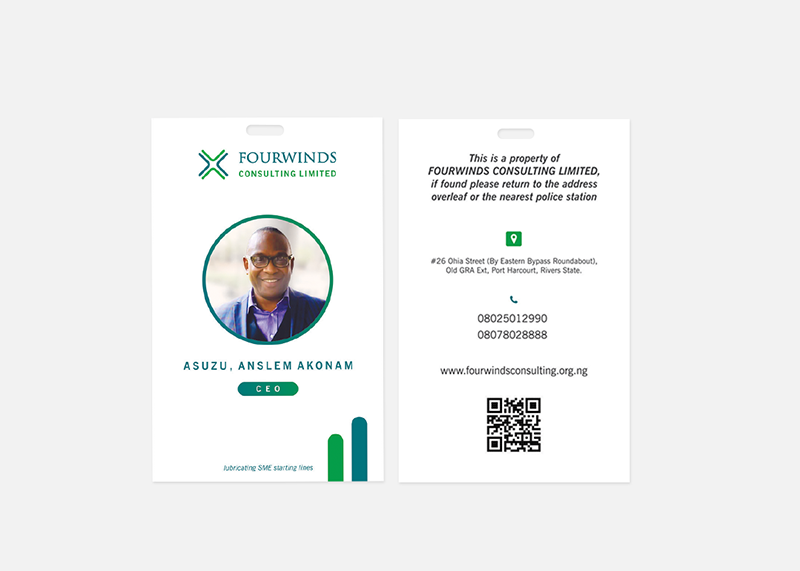 FOURWINDS
CONSULTING LIMITED
ASUZU, ANSLEM AKONAM
CEO
lubricating SME starting lines
This is a property of
FOURWINDS CONSULTING LIMITED,
if found please return to the address
overleaf or the nearest police station
#26 Ohia Street (By Eastern Bypass Roundabout),
Old GRA Ext, Port Harcourt, Rivers State.
08025012990
08078028888
www.fourwindsconsulting.org.ng